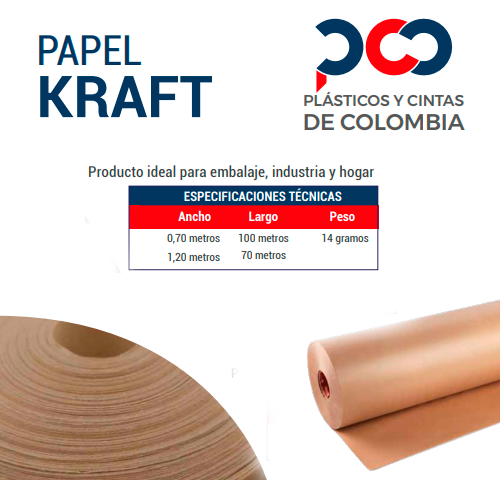 PAPEL
KRAFT
pco
PLÁSTICOS Y CINTAS
DE COLOMBIA
Producto ideal para embalaje, industria y hogar
ESPECIFICACIONES TÉCNICAS
Ancho Largo Peso
0,70 metros 100 metros 14 gramos
1,20 metros 70 metros